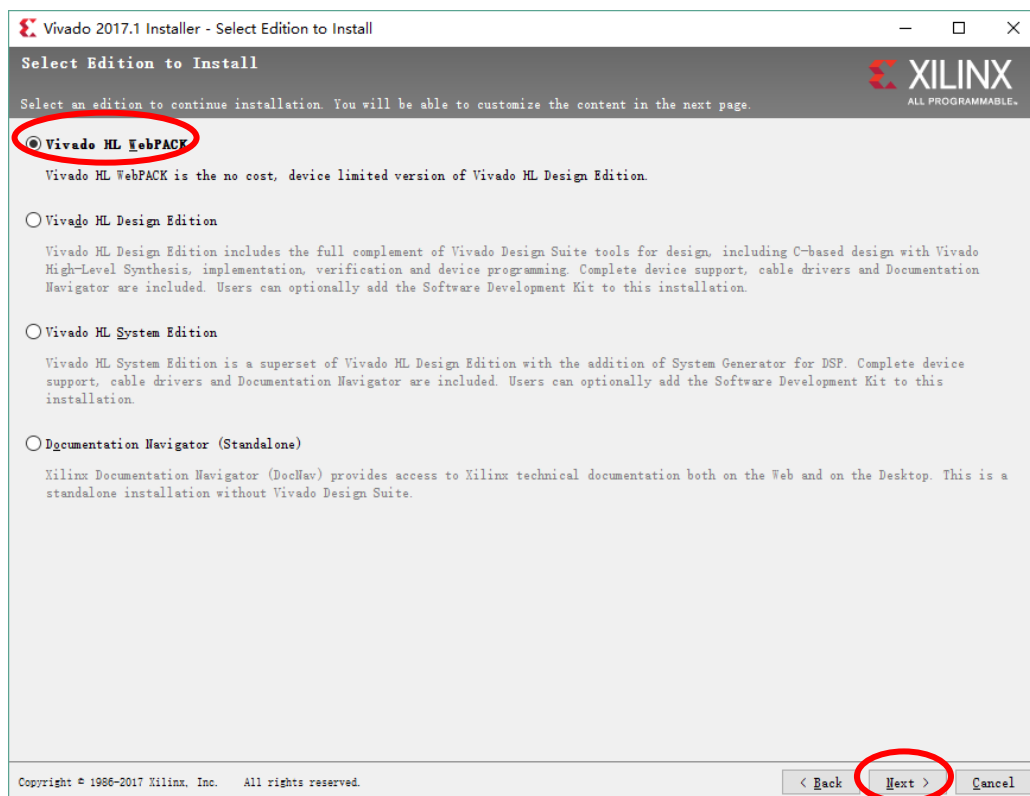 Vivado 2017.1 Installer - Select Edition to Install
Select Edition to Install
XILINX
ALL PROGRAMMABLE.
Select an edition to continue installation. You will be able to customize the content in the next page.
Vivado HL WebPACK
Vivado HL WebPACK is the no cost, device limited version of Vivado HL Design Edition.
Vivado HL Design Edition
Vivado HL Design Edition includes the full complement of Vivado Design Suite tools for design, including C-based design with Vivado
High-Level Synthesis, implementation, verification and device programming. Complete device support, cable drivers and Documentation
Navigator are included. Users can optionally add the Software Development Kit to this installation.
Vivado HL System Edition
Vivado HL System Edition is a superset of Vivado HL Design Edition with the addition of System Generator for DSP. Complete device
support, cable drivers and Documentation Navigator are included. Users can optionally add the Software Development Kit to this
installation.
Documentation Navigator (Standalone)
Xilinx Documentation Navigator (DocNav) provides access to Xilinx technical documentation both on the Web and on the Desktop. This is a
standalone installation without Vivado Design Suite.
Copyright © 1986-2017 Xilinx, Inc. All rights reserved.
< Back Next > Cancel